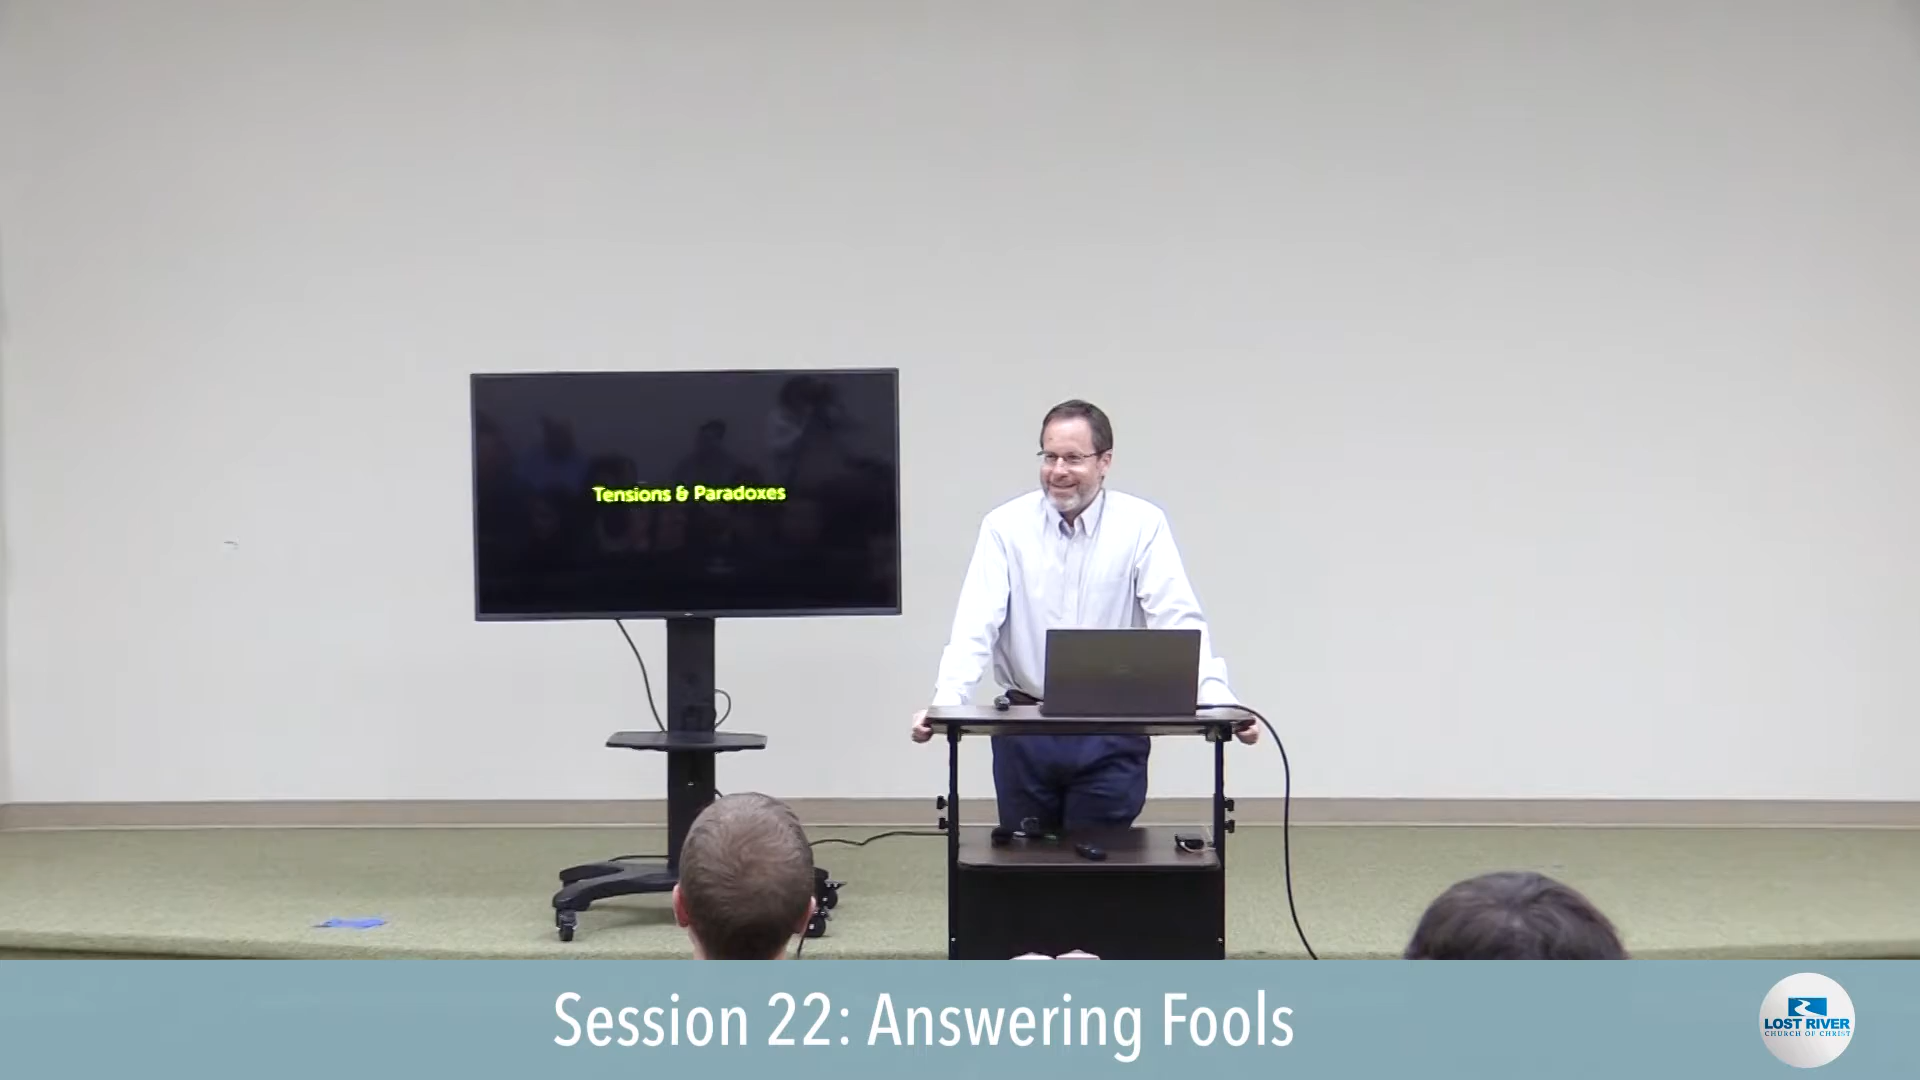 Tensions & Paradoxes
Session 22: Answering Fools
LOST RIVER
CHURCH OF CHRIST